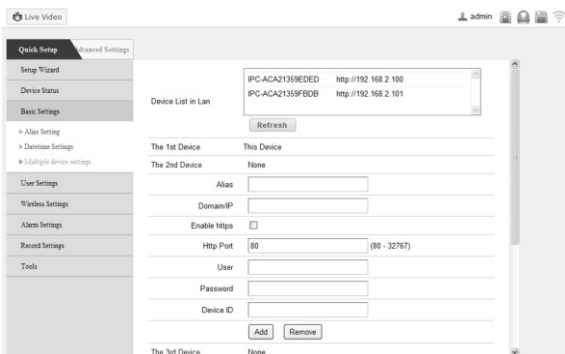 Live Video
admin
Quick Setup
Advanced Settings
Setup Wizard
Device Status
Basic Settings
> Alias Setting
> Datetime Settings
> Multiple device settings
User Settings
Wireless Settings
Alarm Settings
Record Settings
Tools
Device List in Lan
IPC-ACA21359EDED http://192.168.2.100
IPC-ACA21359FBDB http://192.168.2.101
Refresh
The 1st Device This Device
The 2nd Device None
Alias
Domain/IP
Enable https
Http Port 80 (80 - 32767)
User
Password
Device ID
Add Remove
The 3rd Device None